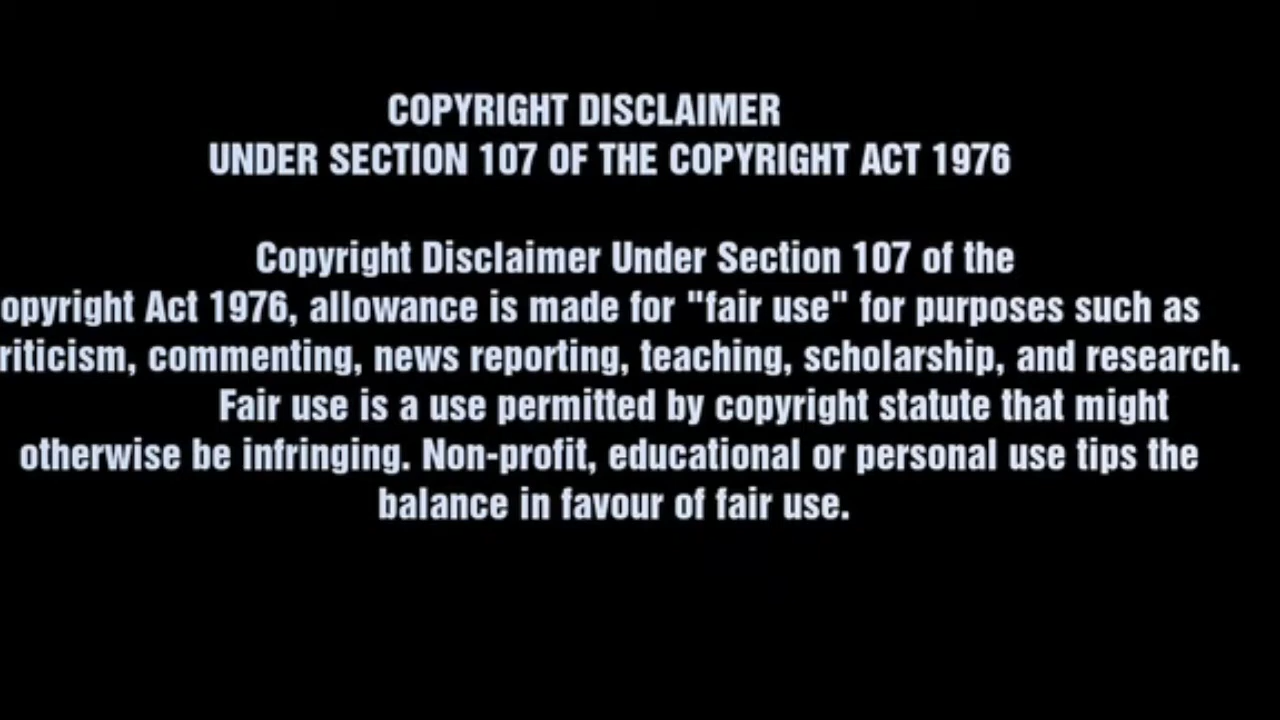 COPYRIGHT DISCLAIMER
UNDER SECTION 107 OF THE COPYRIGHT ACT 1976
Copyright Disclaimer Under Section 107 of the
opyright Act 1976, allowance is made for "fair use" for purposes such as
riticism, commenting, news reporting, teaching, scholarship, and research.
Fair use is a use permitted by copyright statute that might
otherwise be infringing. Non-profit, educational or personal use tips the
balance in favour of fair use.